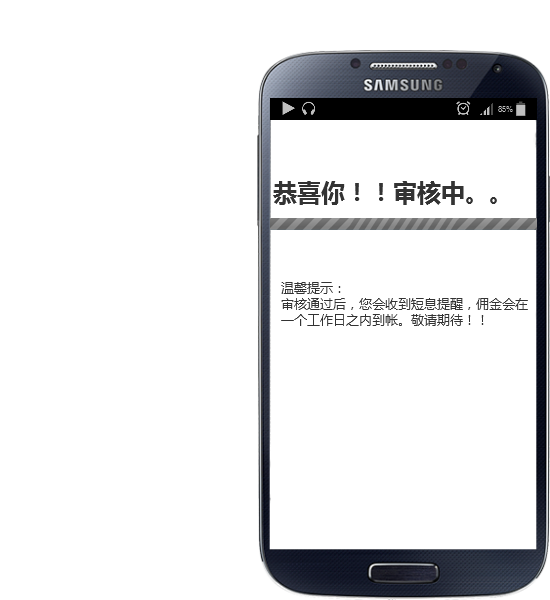 SAMSUNG
85%
恭喜你！！审核中。。
温馨提示：
审核通过后，您会收到短息提醒，佣金会在
一个工作日之内到帐。敬请期待！！